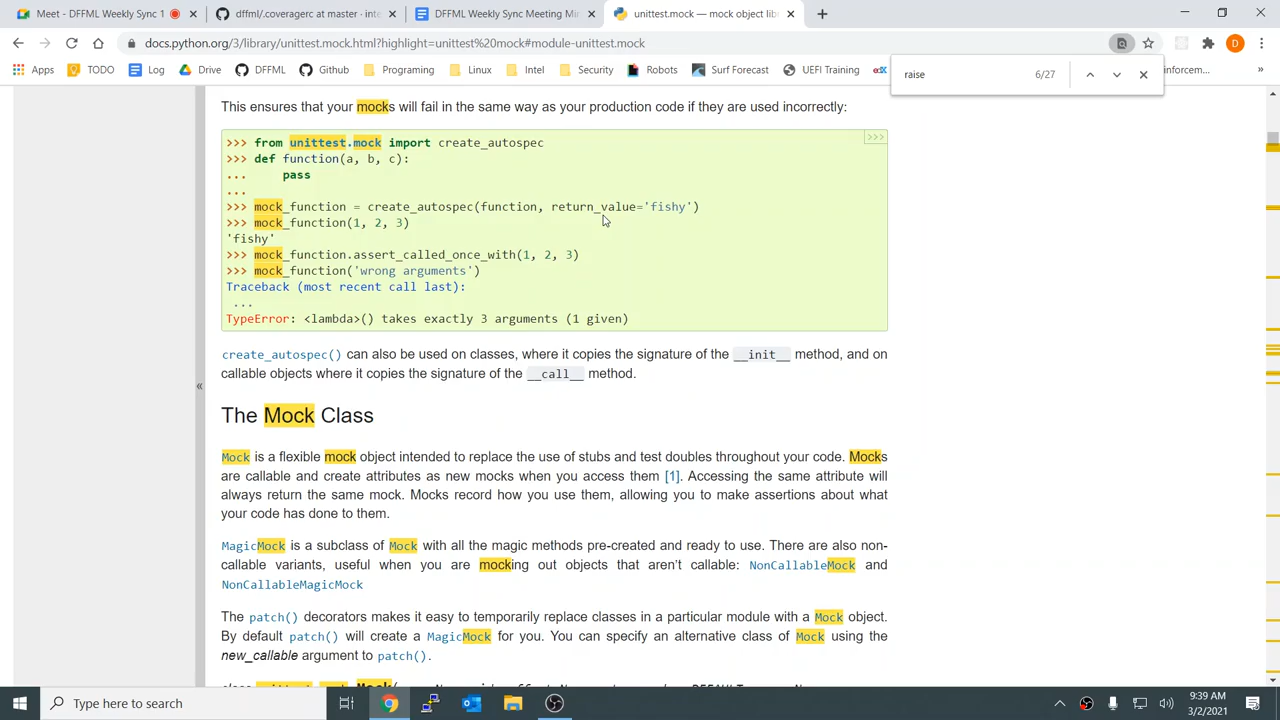 Meet - DFFML Weekly Sync 1
dffml/.coveragerc at master · inte
DFFML Weekly Sync Meeting Min
unittest.mock — mock object libr
docs.python.org/3/library/unittest.mock.html?highlight=unittest%20mock#module-unittest.mock
D
Apps
TODO
Log
Driver
DFFML
Github
Programing
Linux
Intel
Security
Robots
Surf Forecast
UEFI Training
inforcem...
»
raise
6/27
This ensures that your mocks will fail in the same way as your production code if they are used incorrectly:
>>>
>>> from unittest.mock import create_autospec
>>> def function(a, b, c):
... pass
...
>>> mock_function = create_autospec(function, return_value='fishy')
>>> mock_function(1, 2, 3)
'fishy'
>>> mock_function.assert_called_once_with(1, 2, 3)
>>> mock_function('wrong arguments')
Traceback (most recent call last):
...
TypeError: <lambda>() takes exactly 3 arguments (1 given)
create_autospec() can also be used on classes, where it copies the signature of the __init__ method, and on
callable objects where it copies the signature of the __call__ method.
«
The Mock Class
Mock is a flexible mock object intended to replace the use of stubs and test doubles throughout your code. Mocks
are callable and create attributes as new mocks when you access them [1]. Accessing the same attribute will
always return the same mock. Mocks record how you use them, allowing you to make assertions about what
your code has done to them.
MagicMock is a subclass of Mock with all the magic methods pre-created and ready to use. There are also non-
callable variants, useful when you are mocking out objects that aren't callable: NonCallableMock and
NonCallableMagicMock
The patch() decorators makes it easy to temporarily replace classes in a particular module with a Mock object.
By default patch() will create a MagicMock for you. You can specify an alternative class of Mock using the
new_callable argument to patch().
Type here to search
9:39 AM
3/2/2021